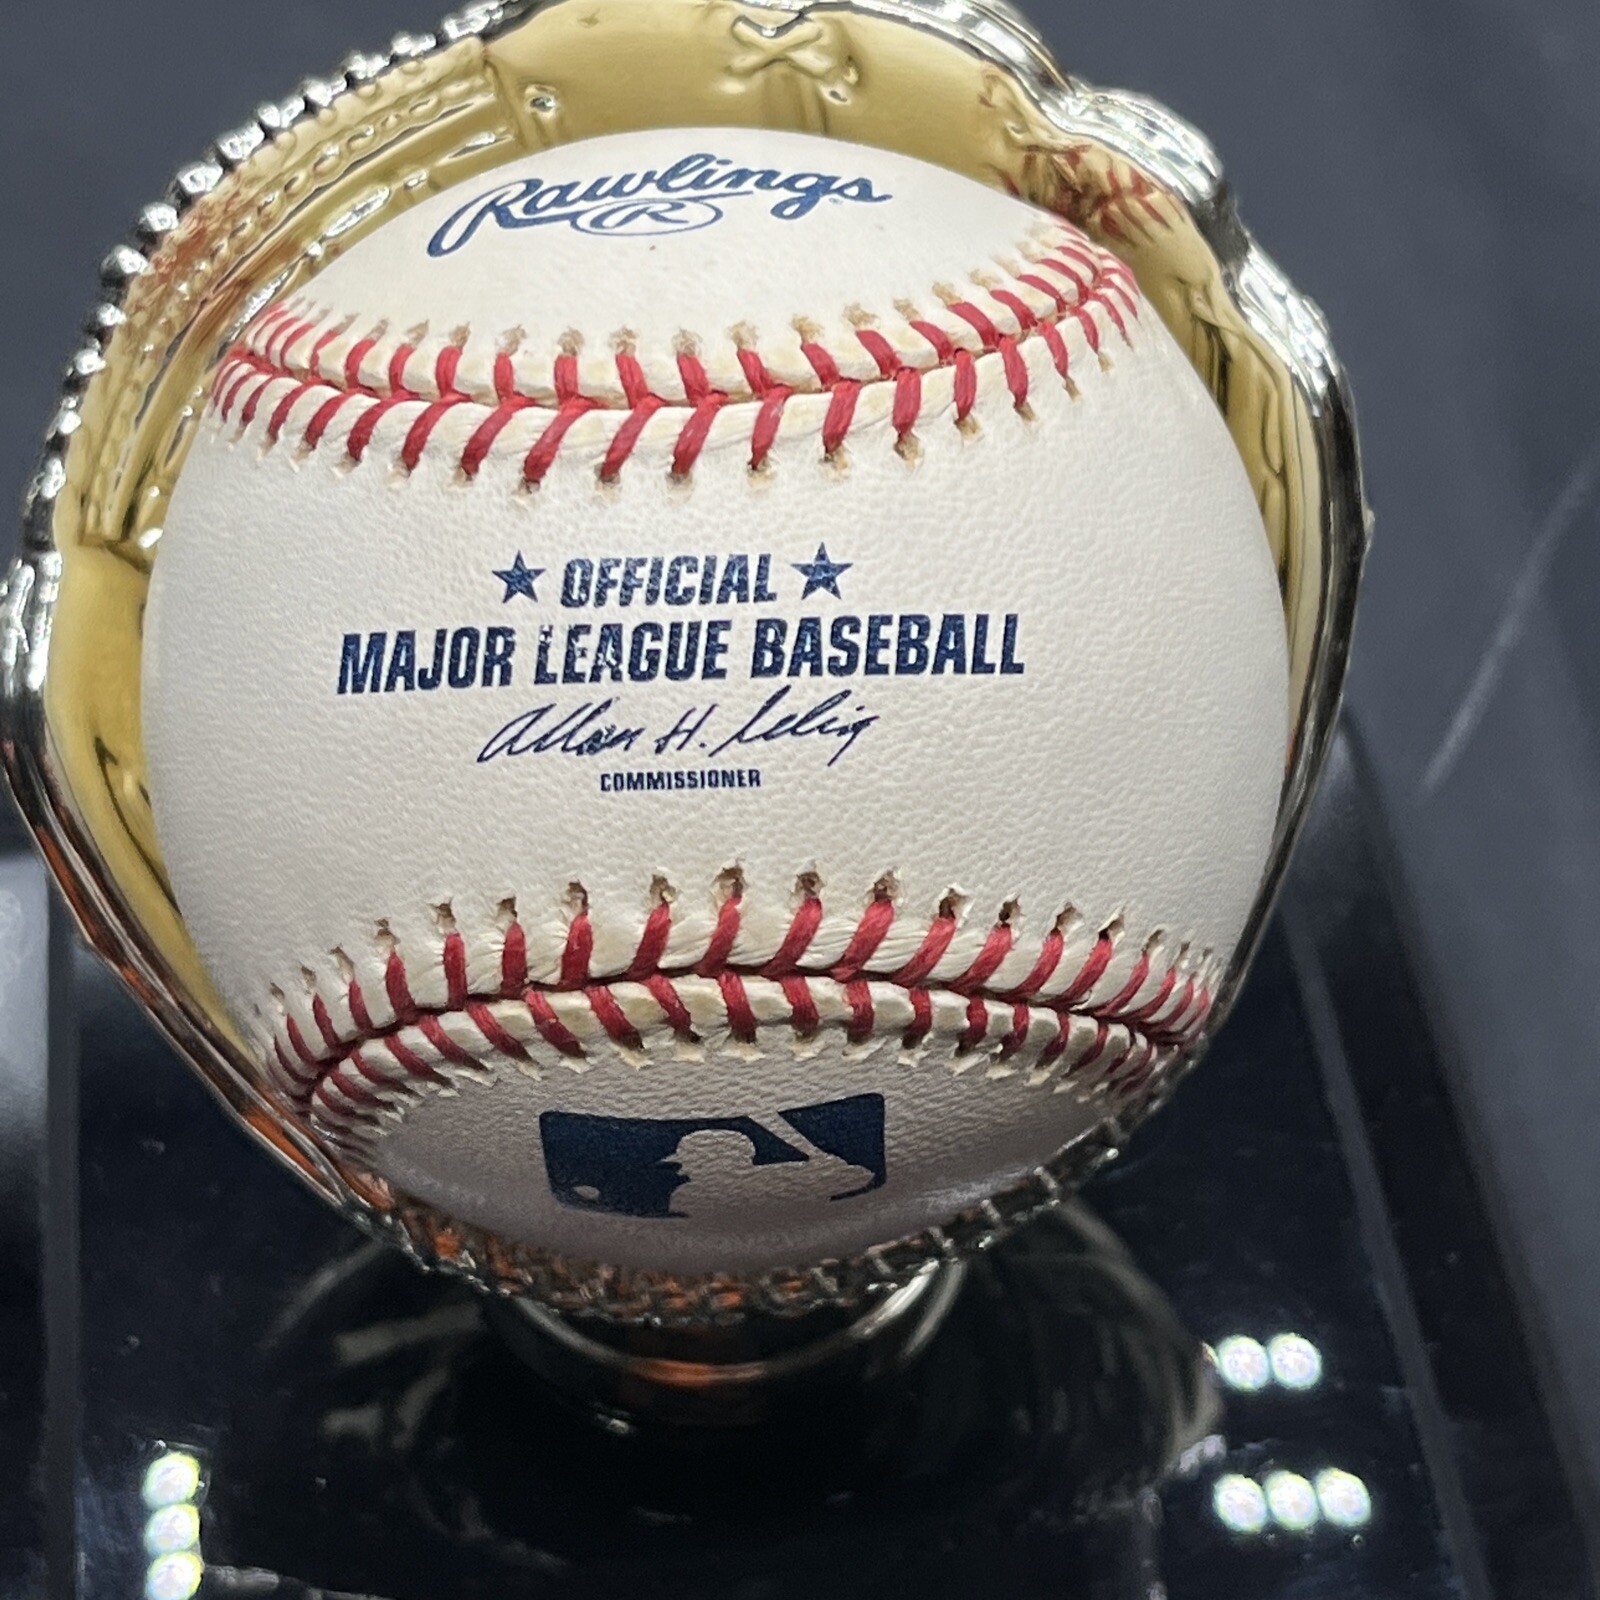 Rawlings
R
★ OFFICIAL ★
MAJOR LEAGUE BASEBALL
Allan H. Selig
COMMISSIONER